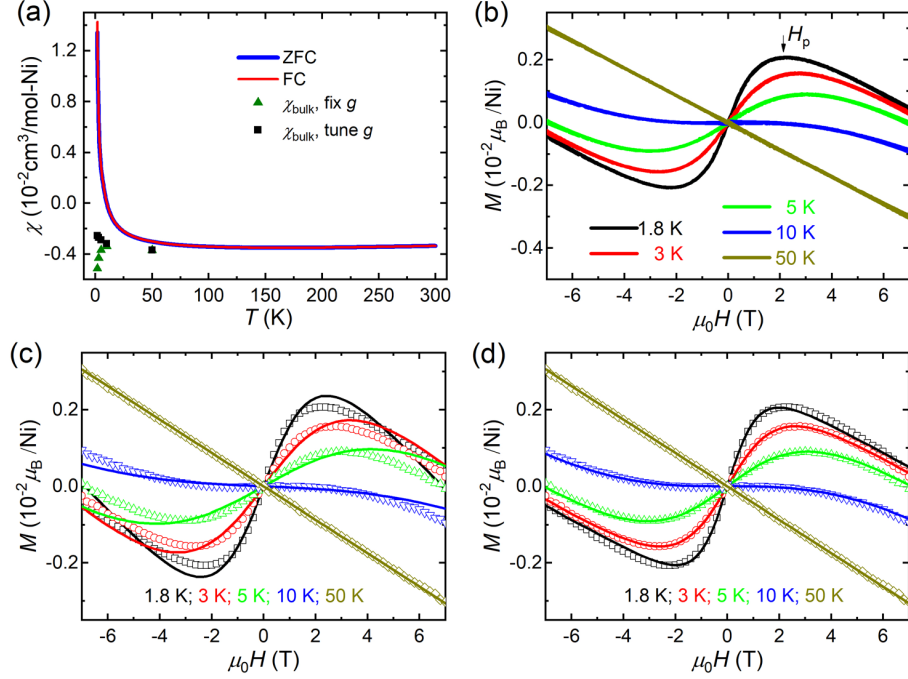 (a)
1.2
0.8
0.4
0.0
-0.4
0
50
100
150
200
250
300
χ (10⁻²cm³/mol-Ni)
T (K)
ZFC
FC
χbulk, fix g
χbulk, tune g
(b)
0.2
0.0
-0.2
-0.4
-6
-4
-2
0
2
4
6
M (10⁻²μB /Ni)
μ0H (T)
Hp
1.8 K
3 K
5 K
10 K
50 K
(c)
0.2
0.0
-0.2
-6
-4
-2
0
2
4
6
M (10⁻²μB /Ni)
μ0H (T)
1.8 K; 3 K; 5 K; 10 K; 50 K
(d)
0.2
0.0
-0.2
-6
-4
-2
0
2
4
6
M (10⁻²μB /Ni)
μ0H (T)
1.8 K; 3 K; 5 K; 10 K; 50 K